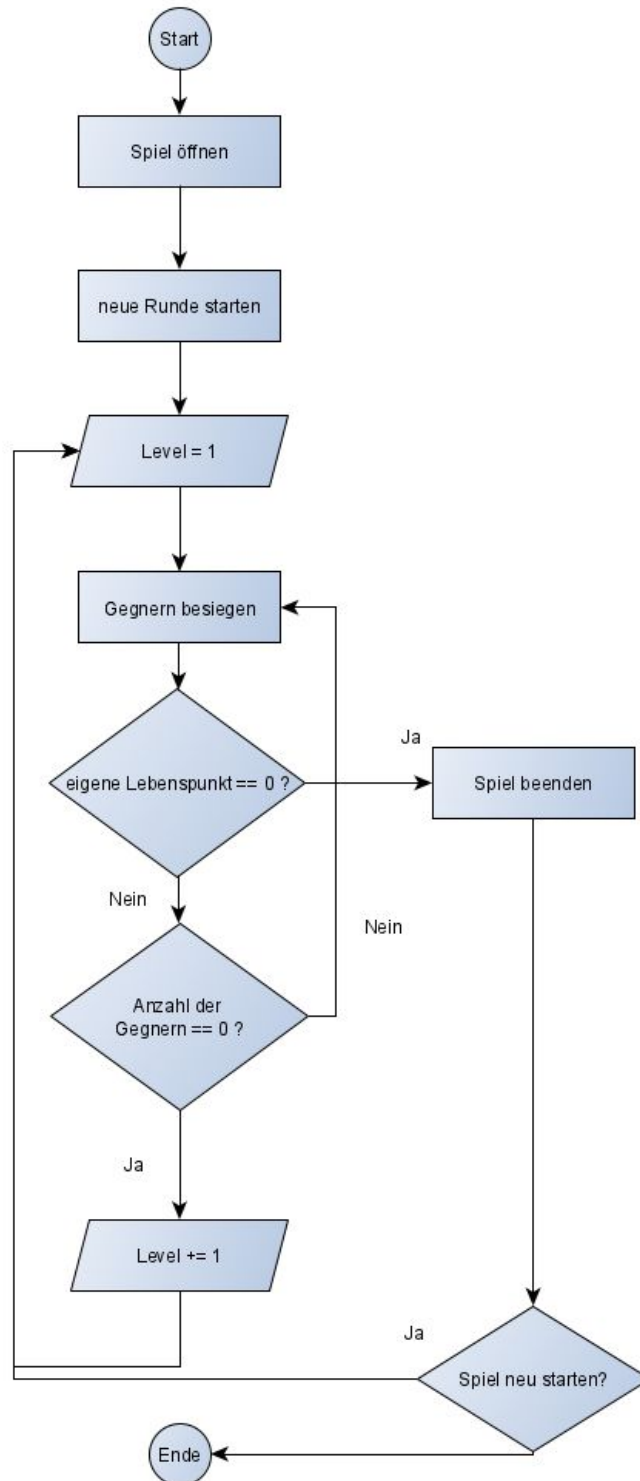 Start
Spiel öffnen
neue Runde starten
Level = 1
Gegnern besiegen
eigene Lebenspunkt == 0 ?
Ja
Spiel beenden
Nein
Nein
Anzahl der
Gegnern == 0 ?
Ja
Level += 1
Ja
Spiel neu starten?
Ende